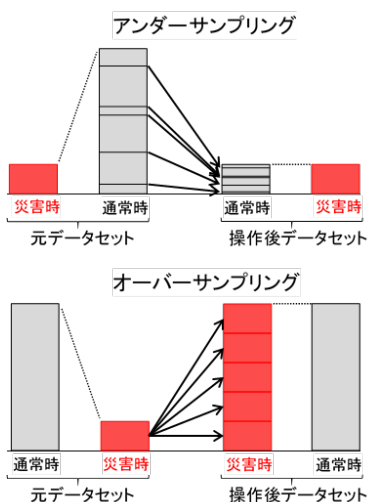 アンダーサンプリング
災害時 通常時 通常時 災害時
元データセット 操作後データセット
オーバーサンプリング
通常時 災害時 災害時 通常時
元データセット 操作後データセット